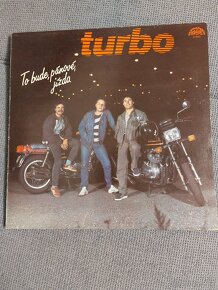 turbo
To bude, pánové,
jízda